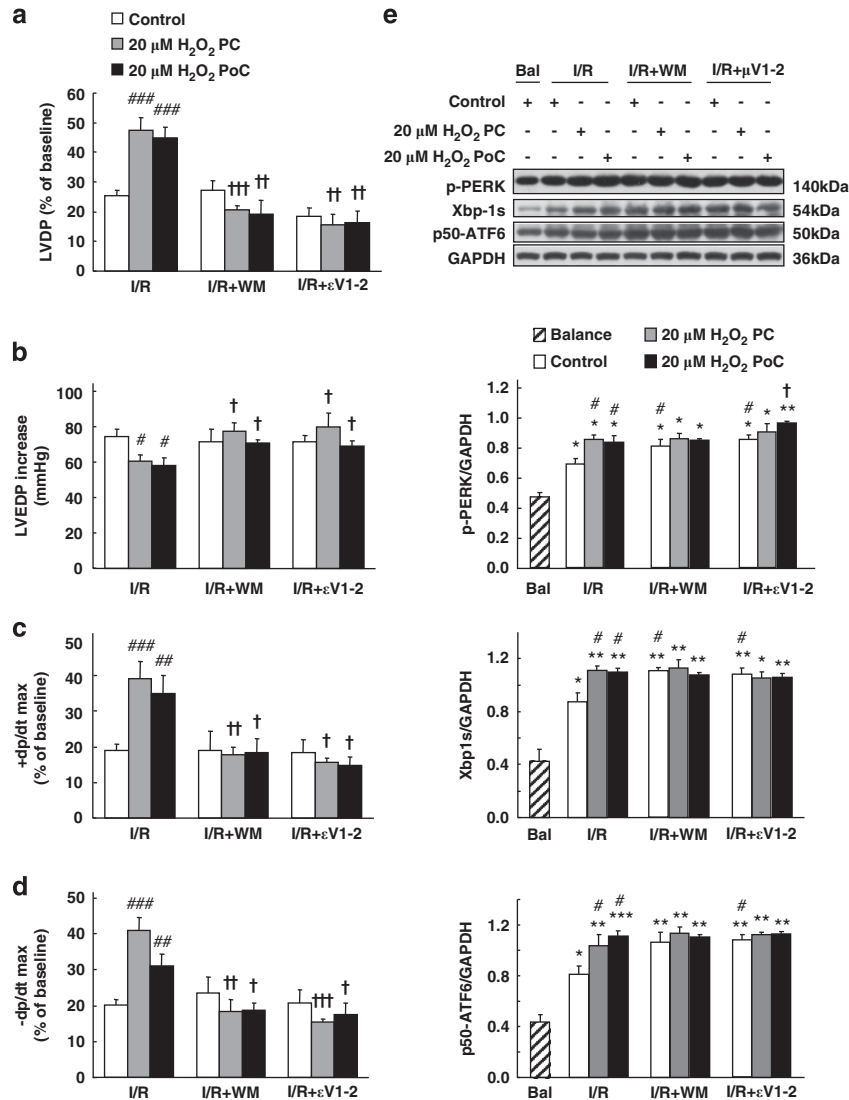 a
Control
20 μM H2O2 PC
20 μM H2O2 PoC
LVDP (% of baseline)
60
50
40
30
20
10
0
###
###
†††
††
††
††
I/R
I/R+WM
I/R+εV1-2
b
LVEDP increase
(mmHg)
100
80
60
40
20
0
#
#
†
†
†
†
I/R
I/R+WM
I/R+εV1-2
c
+dp/dt max
(% of baseline)
50
40
30
20
10
0
###
##
††
†
†
†
I/R
I/R+WM
I/R+εV1-2
d
-dp/dt max
(% of baseline)
50
40
30
20
10
0
###
##
††
†
†††
†
I/R
I/R+WM
I/R+εV1-2
e
Bal I/R I/R+WM I/R+μV1-2
Control + + - - + - - + - -
20 μM H2O2 PC - - + - - + - - + -
20 μM H2O2 PoC - - - + - - + - - +
p-PERK 140kDa
Xbp-1s 54kDa
p50-ATF6 50kDa
GAPDH 36kDa
Balance
Control
20 μM H2O2 PC
20 μM H2O2 PoC
p-PERK/GAPDH
1.2
0.8
0.6
0.4
0.2
0.0
# # # # †
* * * * * * * * **
Bal I/R I/R+WM I/R+εV1-2
Xbp1s/GAPDH
1.2
0.8
0.4
0.0
# # # #
* ** ** ** ** ** ** * **
Bal I/R I/R+WM I/R+εV1-2
p50-ATF6/GAPDH
1.2
0.8
0.4
0.0
# # #
* ** *** ** ** ** ** ** **
Bal I/R I/R+WM I/R+εV1-2